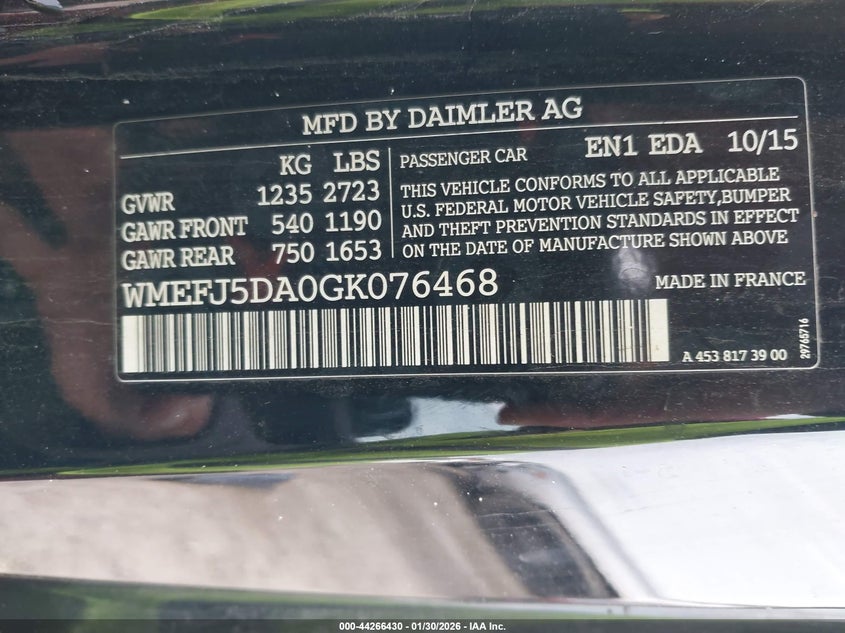 MFD BY DAIMLER AG
KG LBS
GVWR 1235 2723
GAWR FRONT 540 1190
GAWR REAR 750 1653
PASSENGER CAR EN1 EDA 10/15
THIS VEHICLE CONFORMS TO ALL APPLICABLE
U.S. FEDERAL MOTOR VEHICLE SAFETY,BUMPER
AND THEFT PREVENTION STANDARDS IN EFFECT
ON THE DATE OF MANUFACTURE SHOWN ABOVE
WMEFJ5DA0GK076468 MADE IN FRANCE
A 453 817 39 00
29765716
000-44266430 - 01/30/2026 - IAA Inc.